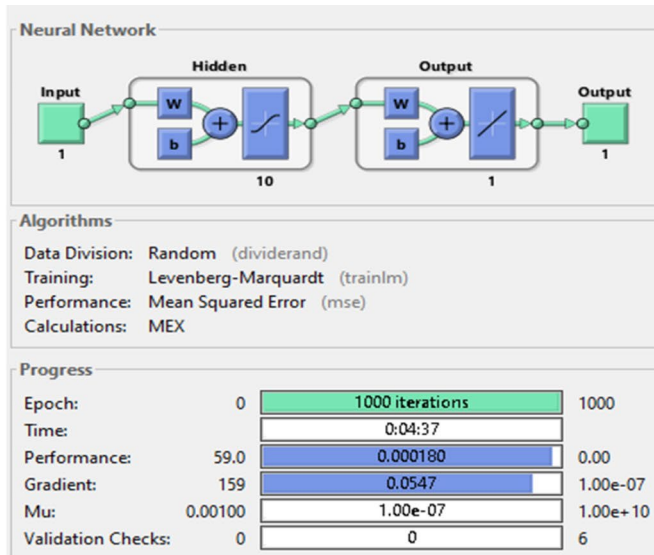 Neural Network
Hidden Output
Input Output
W W
b b
1 1
10 1
Algorithms
Data Division: Random (dividerand)
Training: Levenberg-Marquardt (trainlm)
Performance: Mean Squared Error (mse)
Calculations: MEX
Progress
Epoch: 0 1000 iterations 1000
Time: 0:04:37
Performance: 59.0 0.000180 0.00
Gradient: 159 0.0547 1.00e-07
Mu: 0.00100 1.00e-07 1.00e+10
Validation Checks: 0 0 6